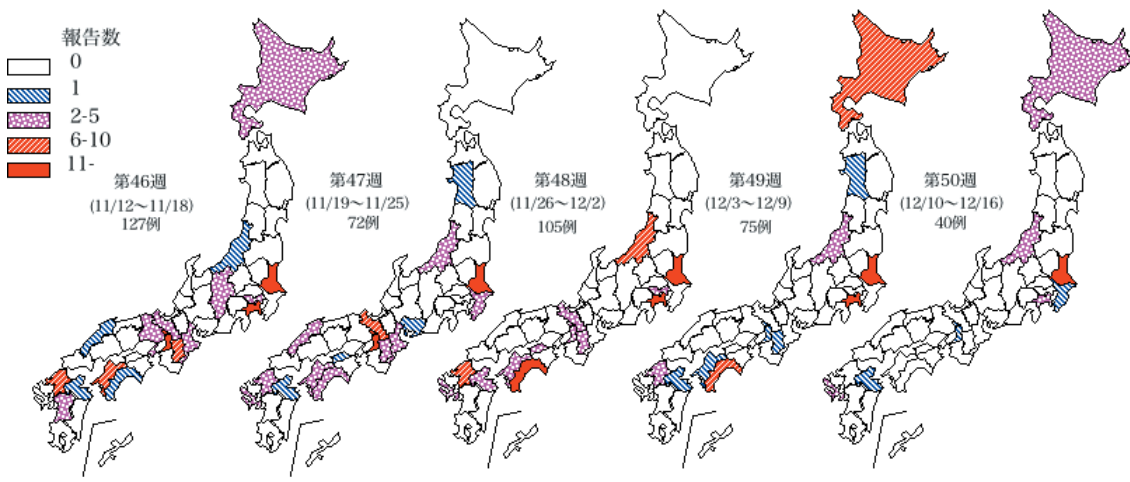 報告数
0
1
2-5
6-10
11-
第46週
(11/12〜11/18)
127例
第47週
(11/19〜11/25)
72例
第48週
(11/26〜12/2)
105例
第49週
(12/3〜12/9)
75例
第50週
(12/10〜12/16)
40例